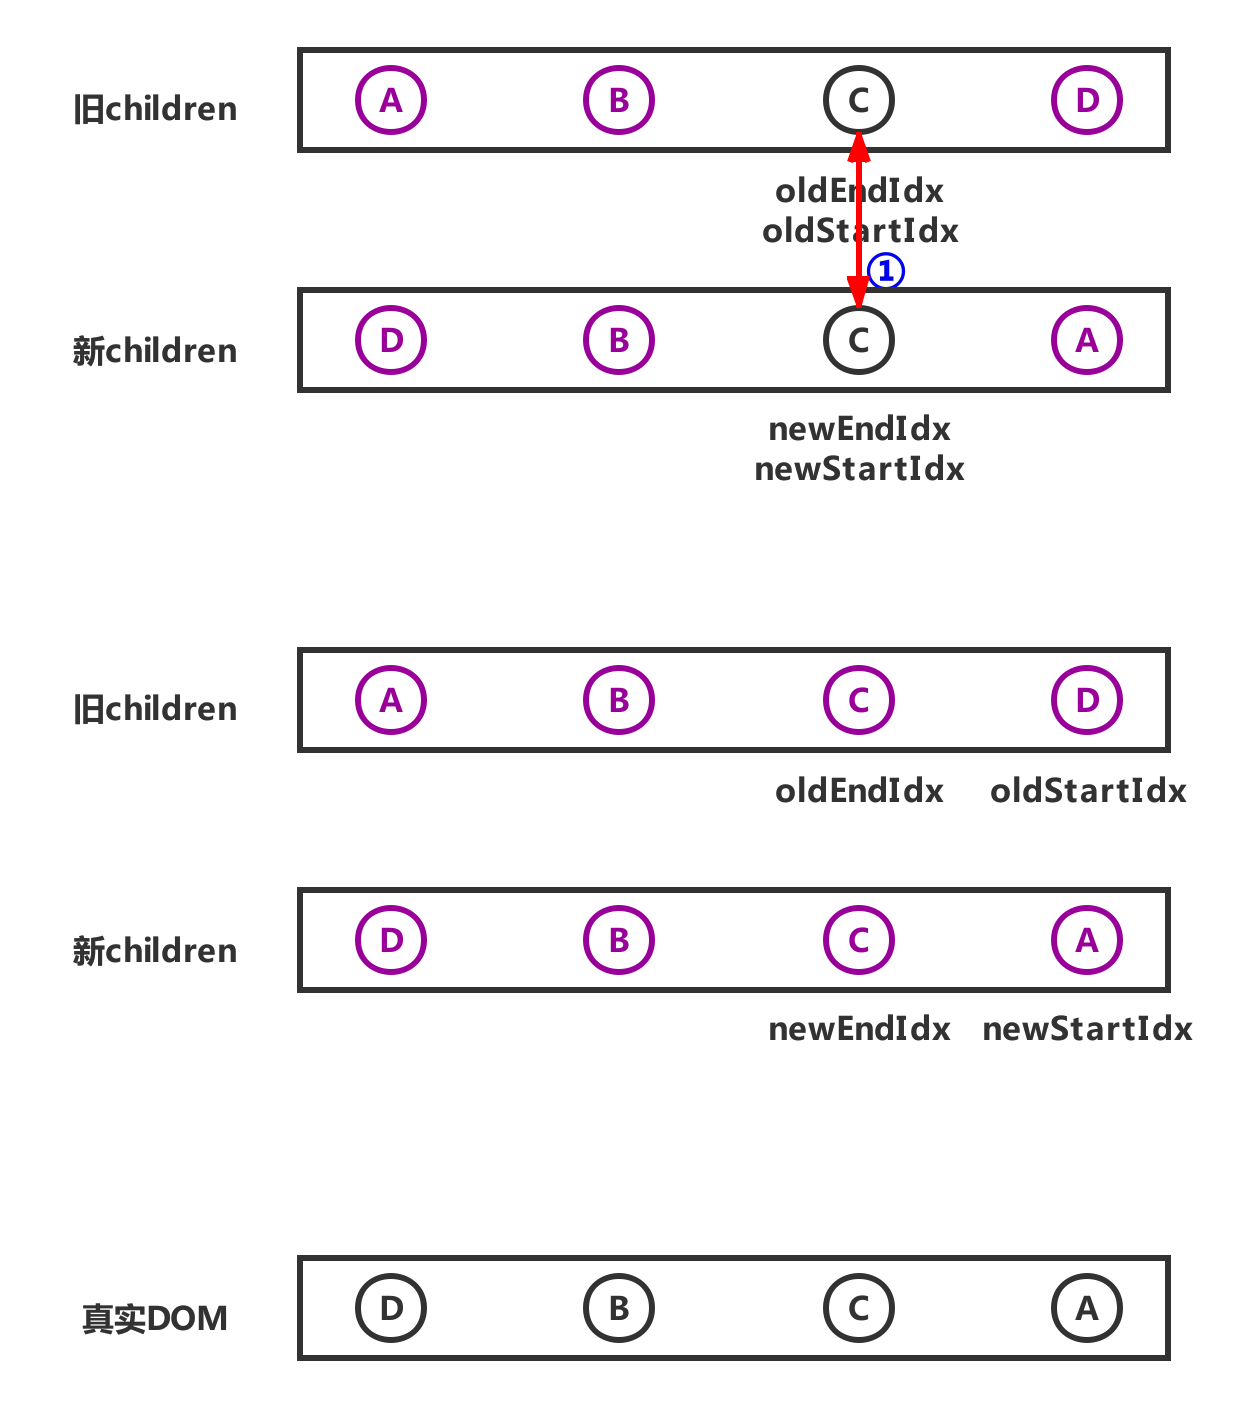 旧children A B C D
oldEndIdx
oldStartIdx
①
新children D B C A
newEndIdx
newStartIdx
旧children A B C D
oldEndIdx oldStartIdx
新children D B C A
newEndIdx newStartIdx
真实DOM D B C A